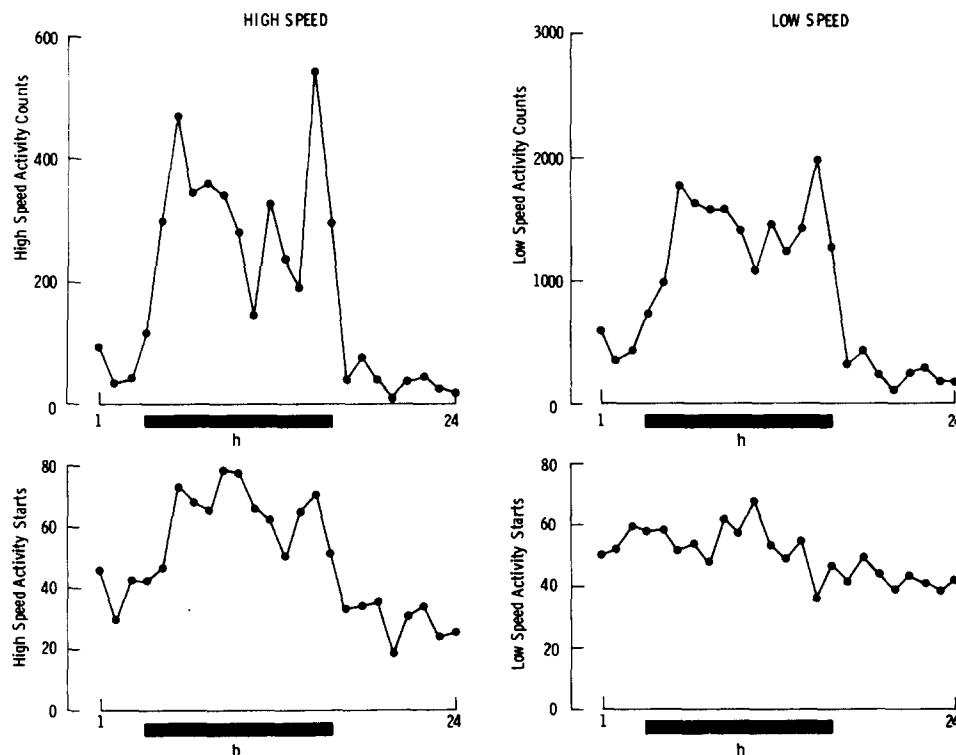 HIGH SPEED
LOW SPEED
High Speed Activity Counts
600
400
200
0
1
24
h
Low Speed Activity Counts
3000
2000
1000
0
1
24
h
High Speed Activity Starts
80
60
40
20
0
1
24
h
Low Speed Activity Starts
80
60
40
20
0
1
24
h